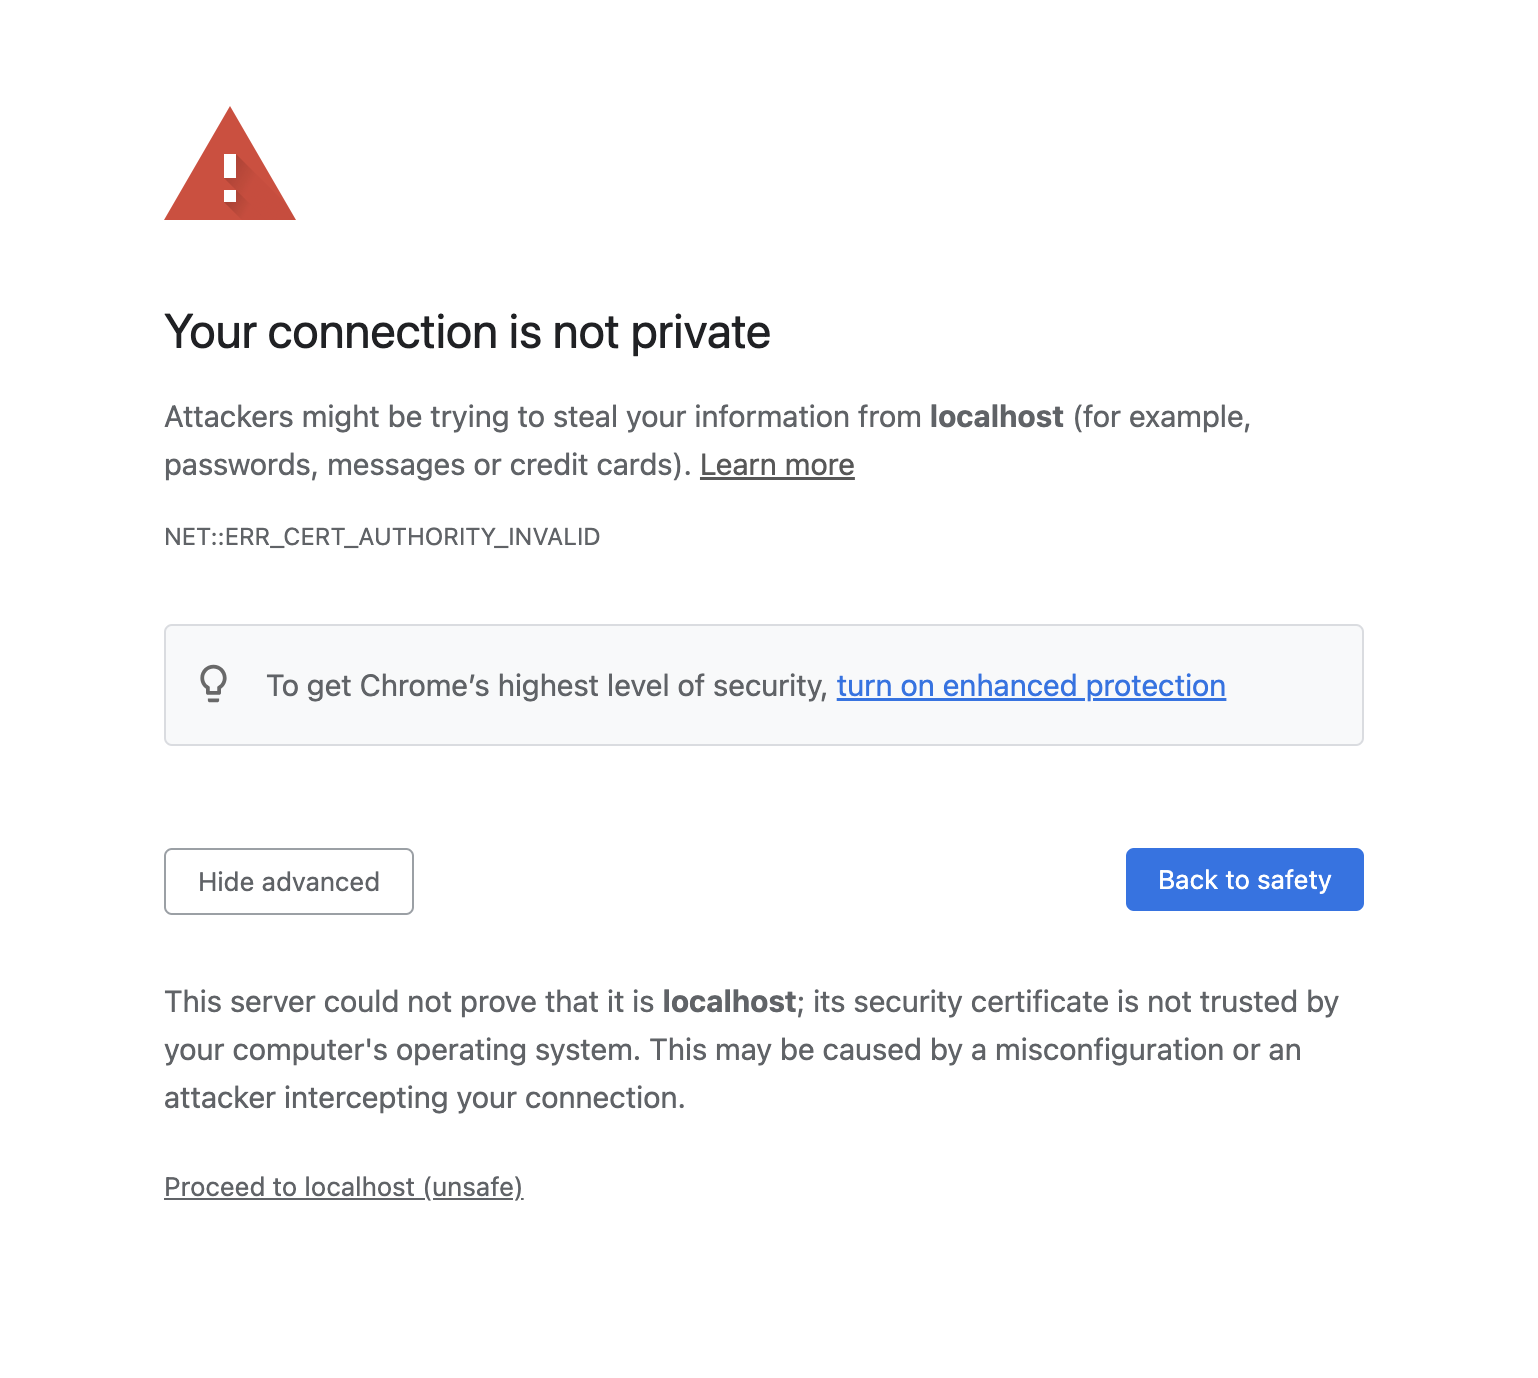 Your connection is not private
Attackers might be trying to steal your information from localhost (for example,
passwords, messages or credit cards). Learn more
NET::ERR_CERT_AUTHORITY_INVALID
To get Chrome’s highest level of security, turn on enhanced protection
Hide advanced
Back to safety
This server could not prove that it is localhost; its security certificate is not trusted by
your computer's operating system. This may be caused by a misconfiguration or an
attacker intercepting your connection.
Proceed to localhost (unsafe)